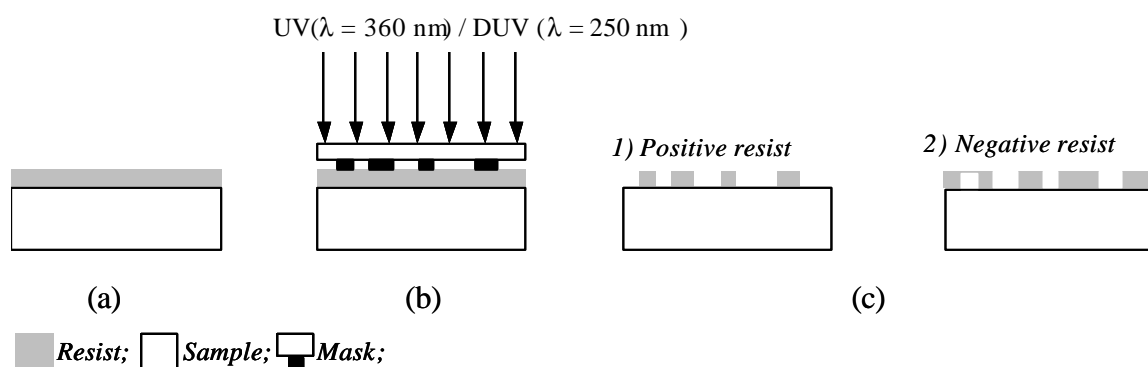 UV(λ = 360 nm) / DUV (λ = 250 nm )
1) Positive resist
2) Negative resist
(a)
(b)
(c)
Resist; Sample; Mask;